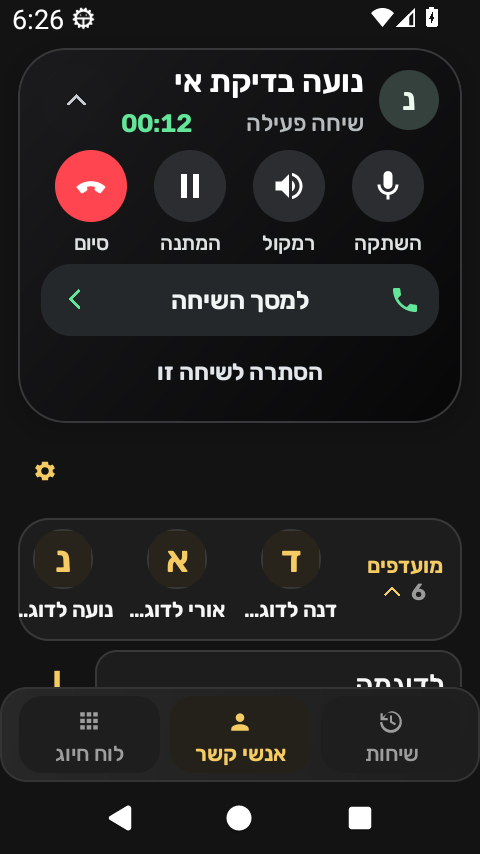 6:26
נועה בדיקת אי
נ
שיחה פעילה
00:12
השתקה
רמקול
המתנה
סיום
למסך השיחה
הסתרה לשיחה זו
מועדפים
6
ד
א
נ
דנה לדוג...
אורי לדוג...
נועה לדוג...
לדוגמה
שיחות
אנשי קשר
לוח חיוג